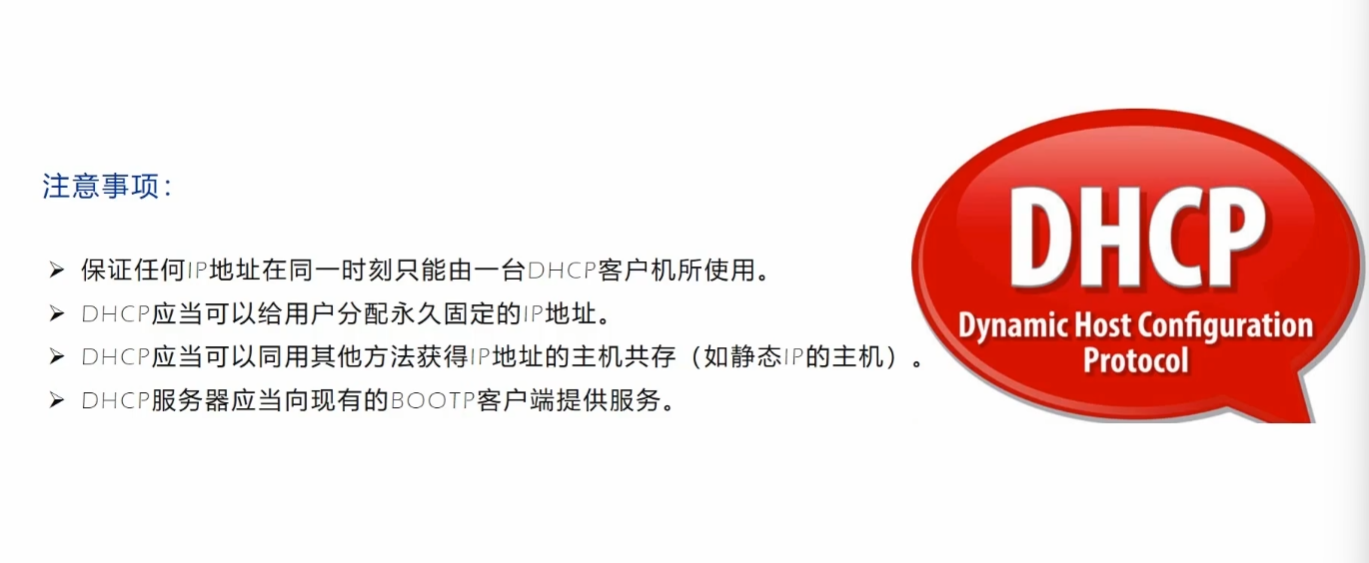 注意事项：
➢ 保证任何IP地址在同一时刻只能由一台DHCP客户机所使用。
➢ DHCP应当可以给用户分配永久固定的IP地址。
➢ DHCP应当可以同用其他方法获得IP地址的主机共存（如静态IP的主机）。
➢ DHCP服务器应当向现有的BOOTP客户端提供服务。
DHCP
Dynamic Host Configuration
Protocol